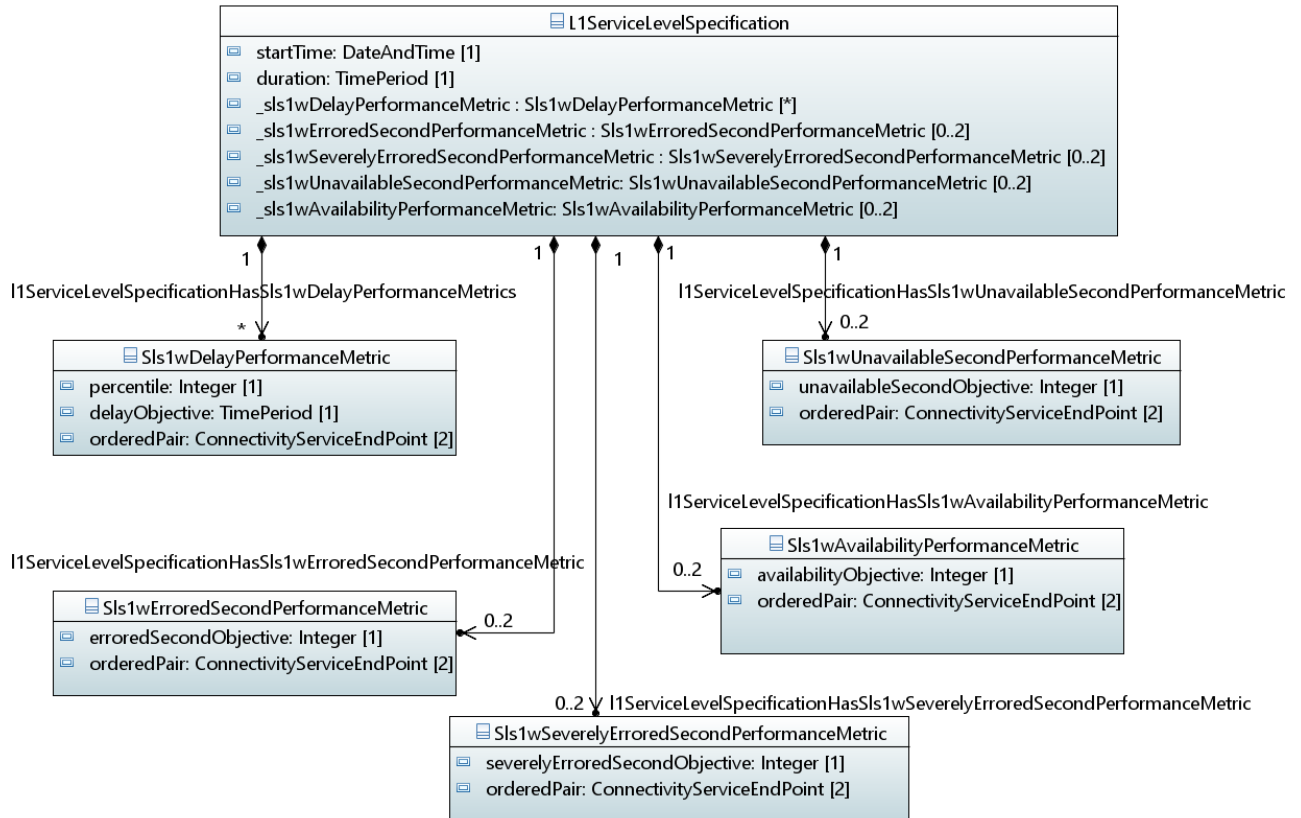 L1ServiceLevelSpecification
startTime: DateAndTime [1]
duration: TimePeriod [1]
_sls1wDelayPerformanceMetric : Sls1wDelayPerformanceMetric [*]
_sls1wErroredSecondPerformanceMetric : Sls1wErroredSecondPerformanceMetric [0..2]
_sls1wSeverelyErroredSecondPerformanceMetric : Sls1wSeverelyErroredSecondPerformanceMetric [0..2]
_sls1wUnavailableSecondPerformanceMetric: Sls1wUnavailableSecondPerformanceMetric [0..2]
_sls1wAvailabilityPerformanceMetric: Sls1wAvailabilityPerformanceMetric [0..2]
1
1
1
1
1
l1ServiceLevelSpecificationHasSls1wDelayPerformanceMetrics
*
Sls1wDelayPerformanceMetric
percentile: Integer [1]
delayObjective: TimePeriod [1]
orderedPair: ConnectivityServiceEndPoint [2]
l1ServiceLevelSpecificationHasSls1wUnavailableSecondPerformanceMetric
0..2
Sls1wUnavailableSecondPerformanceMetric
unavailableSecondObjective: Integer [1]
orderedPair: ConnectivityServiceEndPoint [2]
l1ServiceLevelSpecificationHasSls1wAvailabilityPerformanceMetric
0..2
Sls1wAvailabilityPerformanceMetric
availabilityObjective: Integer [1]
orderedPair: ConnectivityServiceEndPoint [2]
l1ServiceLevelSpecificationHasSls1wErroredSecondPerformanceMetric
Sls1wErroredSecondPerformanceMetric
erroredSecondObjective: Integer [1]
orderedPair: ConnectivityServiceEndPoint [2]
0..2
0..2
l1ServiceLevelSpecificationHasSls1wSeverelyErroredSecondPerformanceMetric
Sls1wSeverelyErroredSecondPerformanceMetric
severelyErroredSecondObjective: Integer [1]
orderedPair: ConnectivityServiceEndPoint [2]